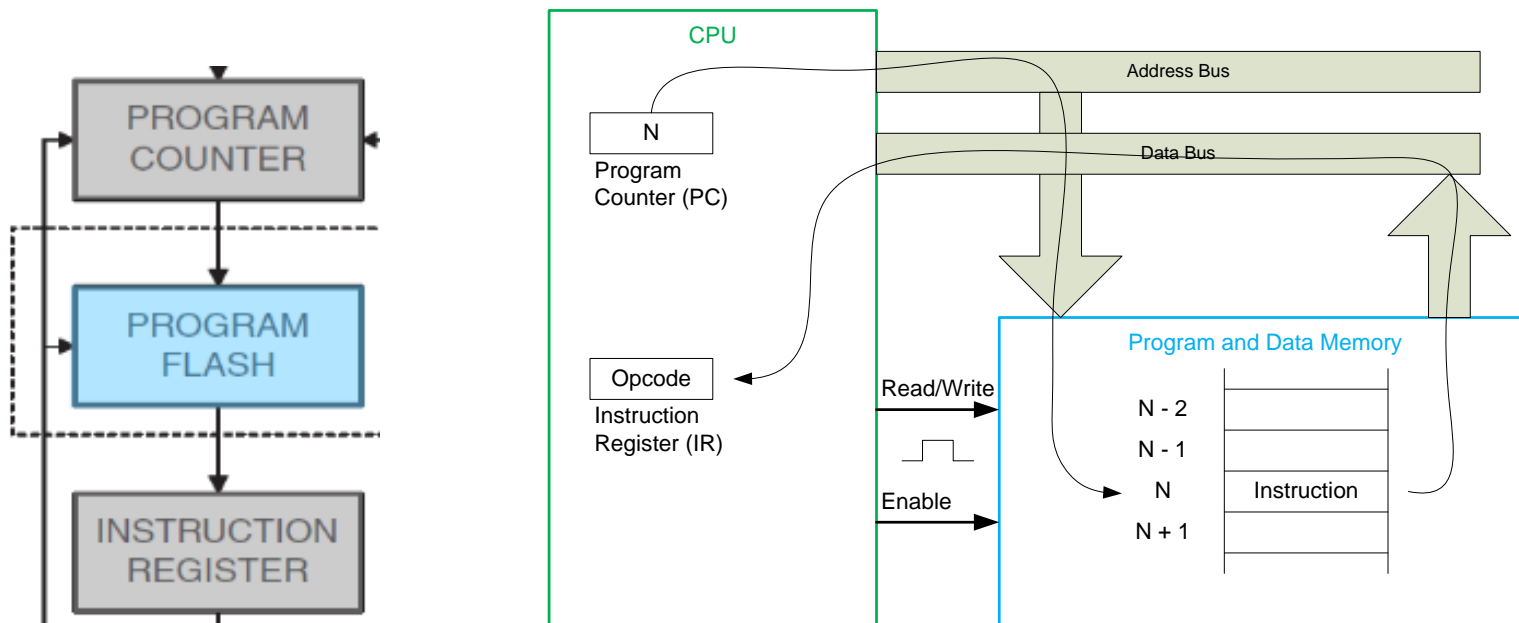 PROGRAM
COUNTER
PROGRAM
FLASH
INSTRUCTION
REGISTER
CPU
N
Program
Counter (PC)
Opcode
Instruction
Register (IR)
Address Bus
Data Bus
Read/Write
Enable
Program and Data Memory
N - 2
N - 1
N Instruction
N + 1